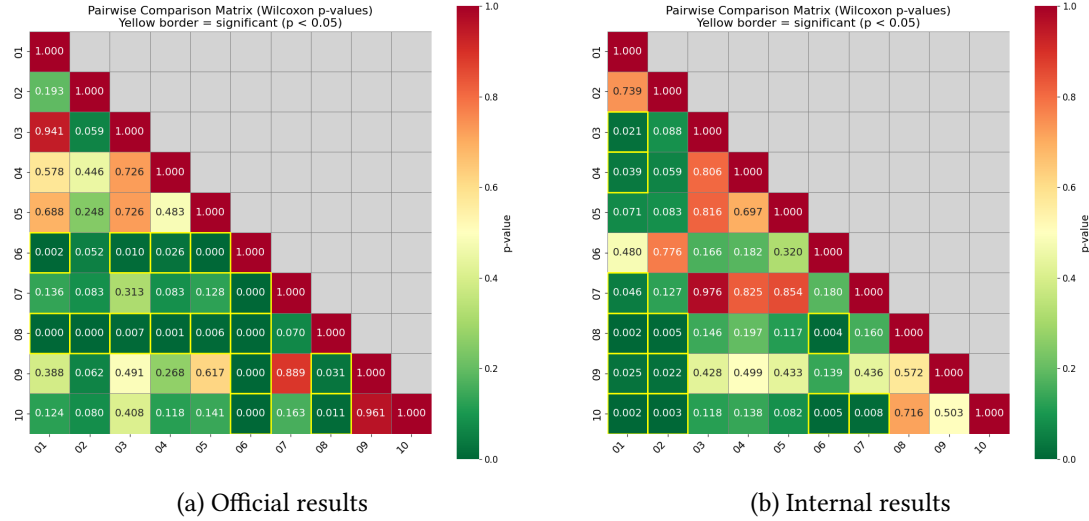 Pairwise Comparison Matrix (Wilcoxon p-values)
Yellow border = significant (p < 0.05)
01 1.000
02 0.193 1.000
03 0.941 0.059 1.000
04 0.578 0.446 0.726 1.000
05 0.688 0.248 0.726 0.483 1.000
06 0.002 0.052 0.010 0.026 0.000 1.000
07 0.136 0.083 0.313 0.083 0.128 0.000 1.000
08 0.000 0.000 0.007 0.001 0.006 0.000 0.070 1.000
09 0.388 0.062 0.491 0.268 0.617 0.000 0.889 0.031 1.000
10 0.124 0.080 0.408 0.118 0.141 0.000 0.163 0.011 0.961 1.000
01 02 03 04 05 06 07 08 09 10
1.0
0.8
0.6
0.4
0.2
0.0
p-value
(a) Official results
Pairwise Comparison Matrix (Wilcoxon p-values)
Yellow border = significant (p < 0.05)
01 1.000
02 0.739 1.000
03 0.021 0.088 1.000
04 0.039 0.059 0.806 1.000
05 0.071 0.083 0.816 0.697 1.000
06 0.480 0.776 0.166 0.182 0.320 1.000
07 0.046 0.127 0.976 0.825 0.854 0.180 1.000
08 0.002 0.005 0.146 0.197 0.117 0.004 0.160 1.000
09 0.025 0.022 0.428 0.499 0.433 0.139 0.436 0.572 1.000
10 0.002 0.003 0.118 0.138 0.082 0.005 0.008 0.716 0.503 1.000
01 02 03 04 05 06 07 08 09 10
1.0
0.8
0.6
0.4
0.2
0.0
p-value
(b) Internal results